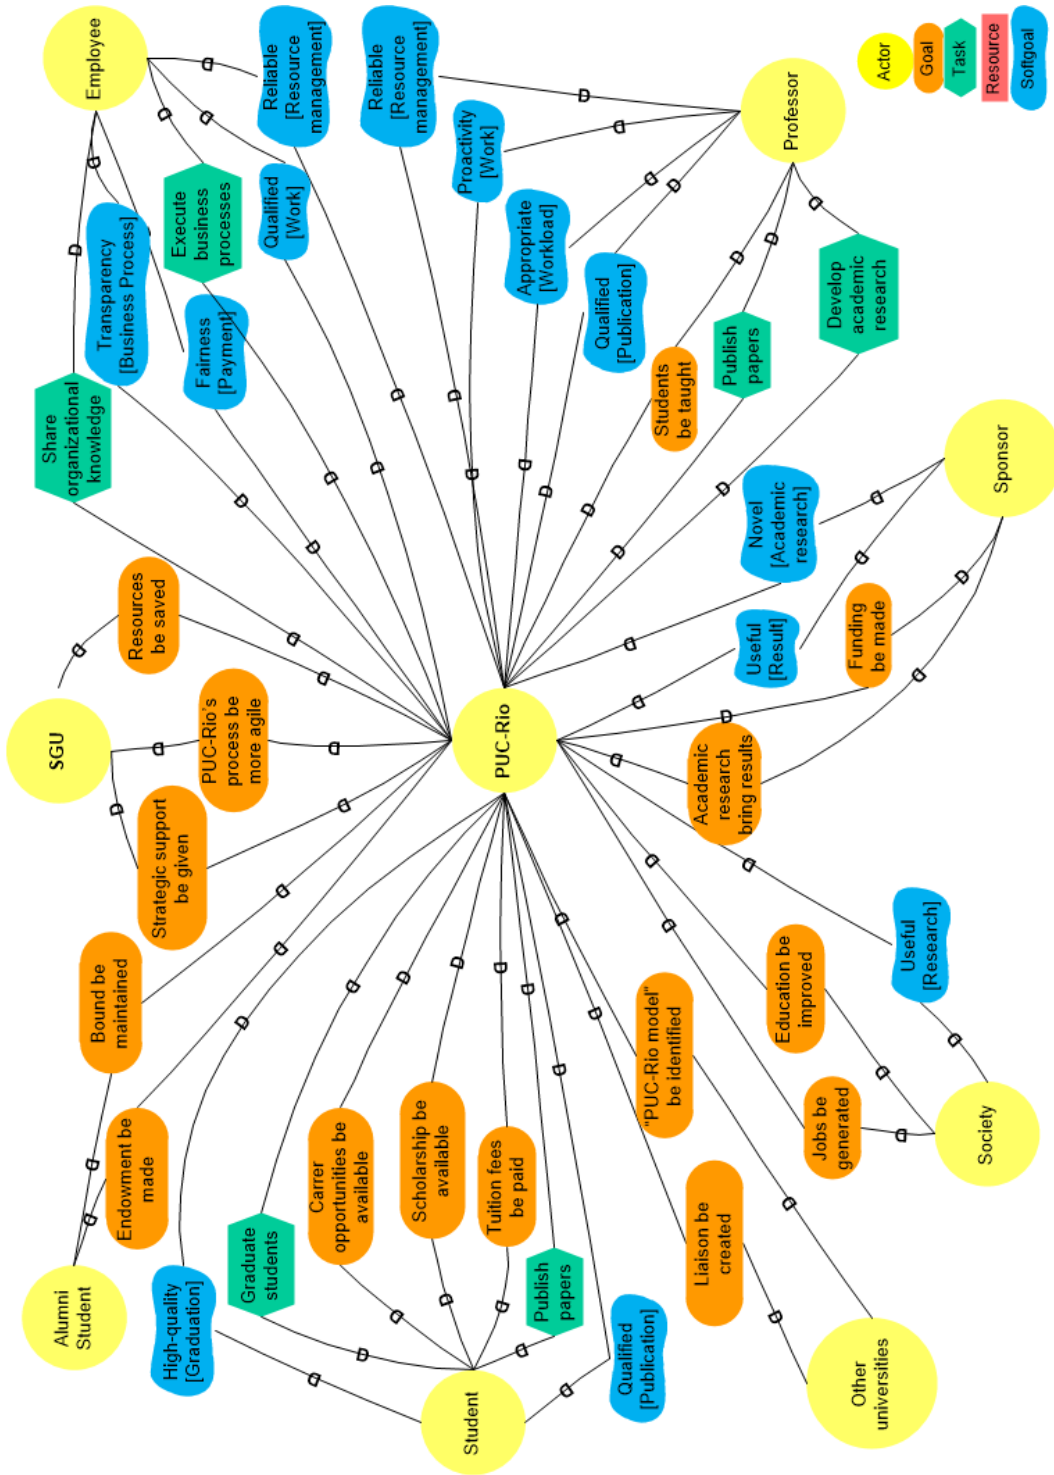 Alumni
Student
Endowment be
made
Bound be
maintained
Strategic support
be given
SGU
PUC-Rio's
process be
more agile
Resources
be saved
Share
organizational
knowledge
Transparency
[Business Process]
Fairness
[Payment]
Execute
business
processes
Employee
Qualified
[Work]
Reliable
[Resource
management]
High-quality
[Graduation]
Graduate
students
Carrer
opportunities be
available
Scholarship be
available
Tuition fees
be paid
Publish
papers
Student
Qualified
[Publication]
PUC-Rio
Reliable
[Resource
management]
Proactivity
[Work]
Appropriate
[Workload]
Qualified
[Publication]
Students
be taught
Publish
papers
Develop
academic
research
Professor
Liaison be
created
"PUC-Rio model"
be identified
Other
universities
Jobs be
generated
Education be
improved
Society
Useful
[Research]
Academic
research
bring results
Funding
be made
Useful
[Result]
Novel
[Academic
research]
Sponsor
Actor
Goal
Task
Resource
Softgoal